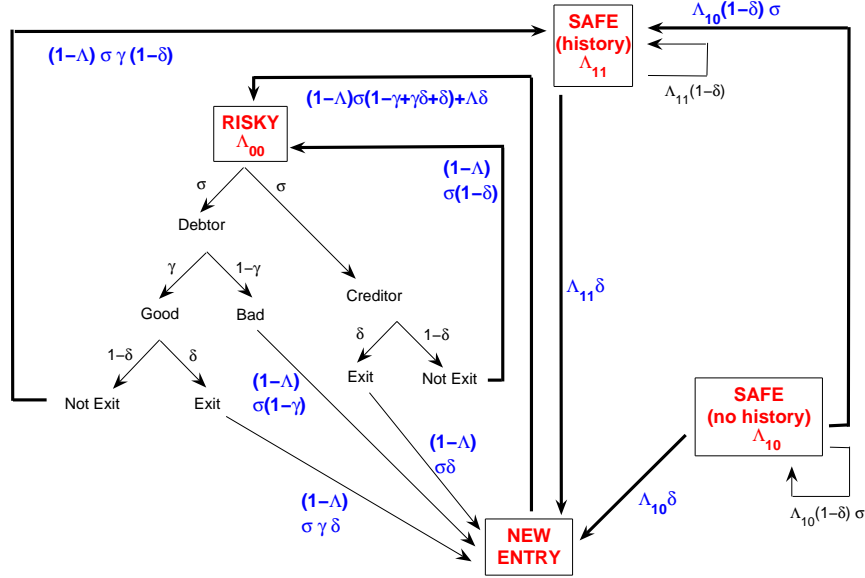 Λ10(1−δ) σ
SAFE
(history)
Λ11
(1−Λ) σ γ (1−δ)
Λ11(1−δ)
(1−Λ)σ(1−γ+γδ+δ)+Λδ
RISKY
Λ00
(1−Λ)
σ(1−δ)
σ
σ
Debtor
γ
1−γ
Λ11δ
Creditor
Good
Bad
δ
1−δ
1−δ
δ
Exit
Not Exit
(1−Λ)
σ(1−γ)
SAFE
(no history)
Λ10
Not Exit
Exit
(1−Λ)
σδ
(1−Λ)
σ γ δ
Λ10δ
Λ10(1−δ) σ
NEW
ENTRY